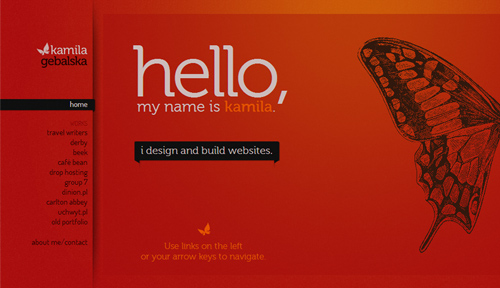 kamila
gebalska
home
work:
travel writers
derby
beek
cafe bean
drop hosting
group 7
dinion.pl
carlton abbey
uchwyt.pl
old portfolio
about me/contact
hello,
my name is kamila.
i design and build websites.
Use links on the left
or your arrow keys to navigate.